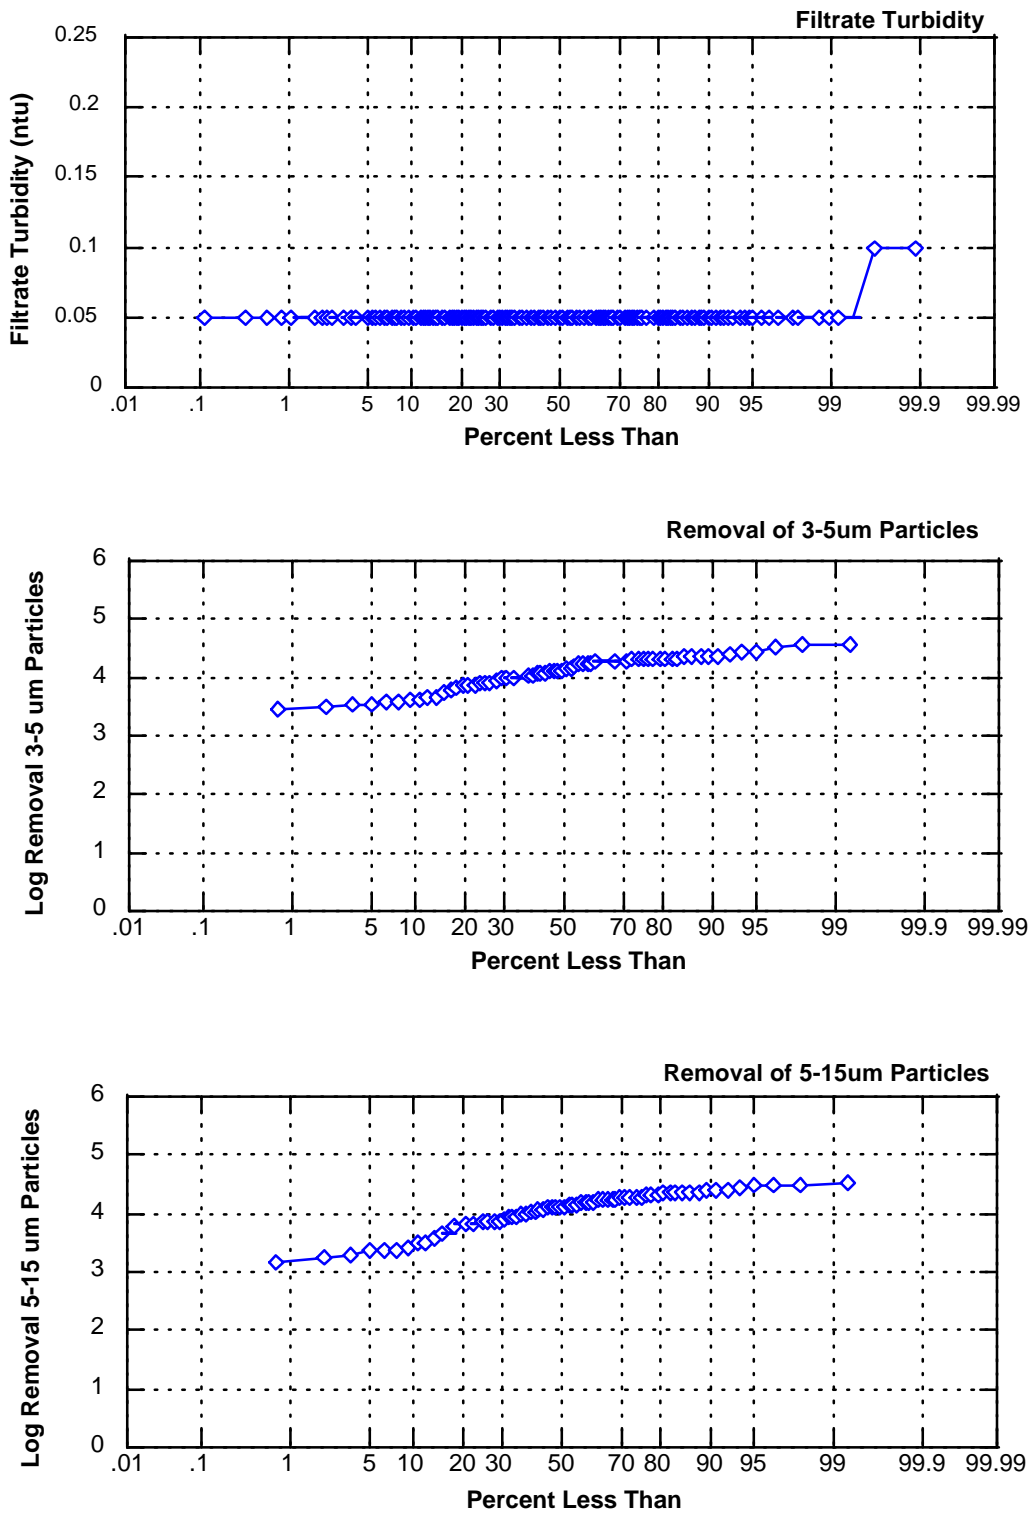 Filtrate Turbidity
0.25
0.2
0.15
0.1
0.05
0
Filtrate Turbidity (ntu)
.01 .1 1 5 10 20 30 50 70 80 90 95 99 99.9 99.99
Percent Less Than
Removal of 3-5um Particles
6
5
4
3
2
1
0
Log Removal 3-5 um Particles
.01 .1 1 5 10 20 30 50 70 80 90 95 99 99.9 99.99
Percent Less Than
Removal of 5-15um Particles
6
5
4
3
2
1
0
Log Removal 5-15 um Particles
.01 .1 1 5 10 20 30 50 70 80 90 95 99 99.9 99.99
Percent Less Than